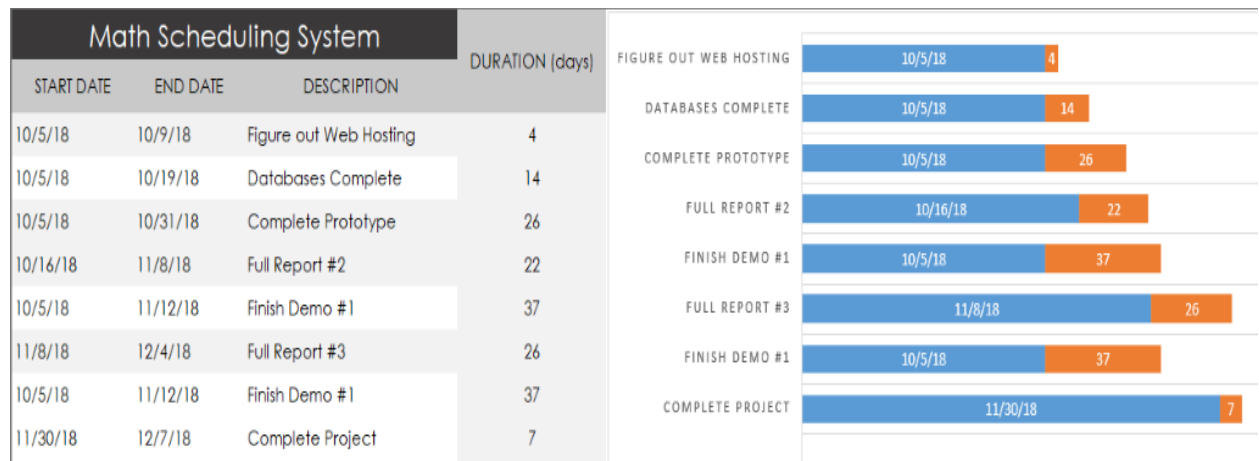 Math Scheduling System
DURATION (days)
START DATE END DATE DESCRIPTION
10/5/18 10/9/18 Figure out Web Hosting 4
10/5/18 10/19/18 Databases Complete 14
10/5/18 10/31/18 Complete Prototype 26
10/16/18 11/8/18 Full Report #2 22
10/5/18 11/12/18 Finish Demo #1 37
11/8/18 12/4/18 Full Report #3 26
10/5/18 11/12/18 Finish Demo #1 37
11/30/18 12/7/18 Complete Project 7
FIGURE OUT WEB HOSTING 10/5/18 4
DATABASES COMPLETE 10/5/18 14
COMPLETE PROTOTYPE 10/5/18 26
FULL REPORT #2 10/16/18 22
FINISH DEMO #1 10/5/18 37
FULL REPORT #3 11/8/18 26
FINISH DEMO #1 10/5/18 37
COMPLETE PROJECT 11/30/18 7